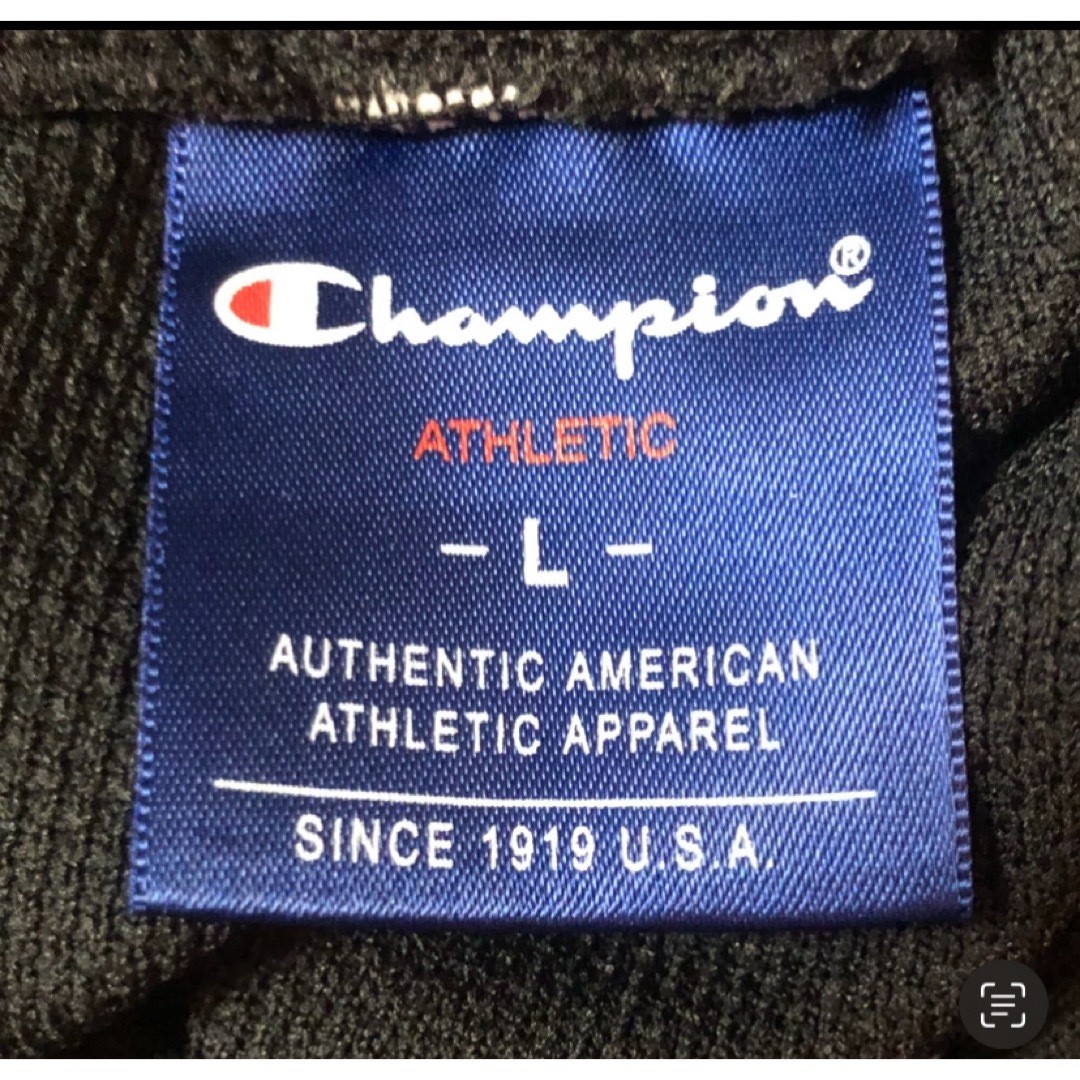 Champion®
ATHLETIC
- L -
AUTHENTIC AMERICAN
ATHLETIC APPAREL
SINCE 1919 U.S.A.